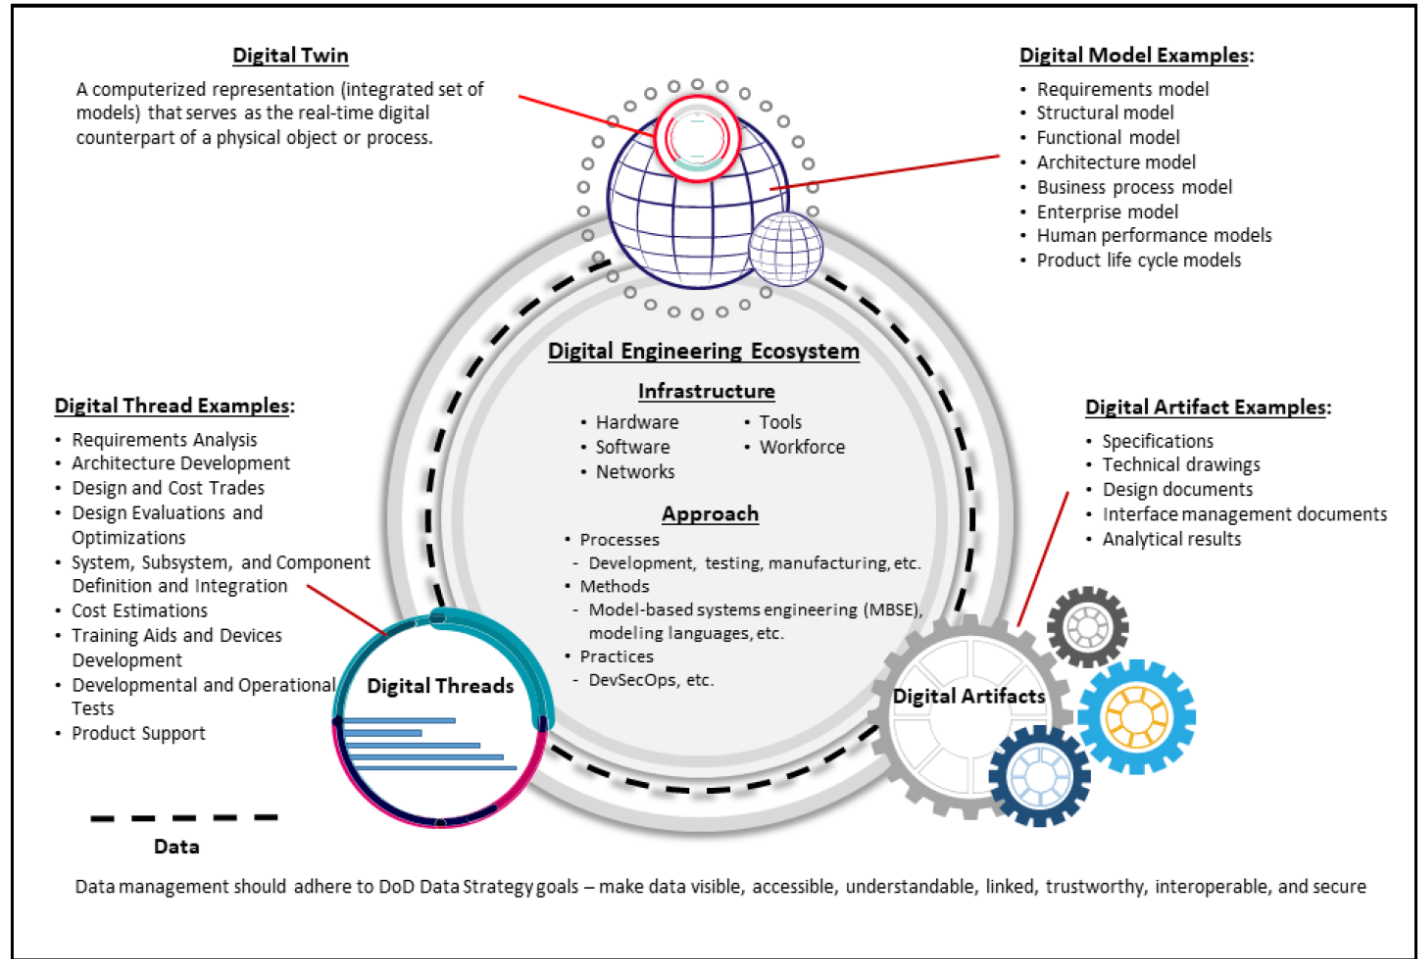 Digital Twin
A computerized representation (integrated set of
models) that serves as the real-time digital
counterpart of a physical object or process.
Digital Model Examples:
• Requirements model
• Structural model
• Functional model
• Architecture model
• Business process model
• Enterprise model
• Human performance models
• Product life cycle models
Digital Engineering Ecosystem
Infrastructure
• Hardware
• Software
• Networks
• Tools
• Workforce
Approach
• Processes
- Development, testing, manufacturing, etc.
• Methods
- Model-based systems engineering (MBSE),
modeling languages, etc.
• Practices
- DevSecOps, etc.
Digital Thread Examples:
• Requirements Analysis
• Architecture Development
• Design and Cost Trades
• Design Evaluations and
Optimizations
• System, Subsystem, and Component
Definition and Integration
• Cost Estimations
• Training Aids and Devices
Development
• Developmental and Operational
Tests
• Product Support
Digital Threads
Digital Artifact Examples:
• Specifications
• Technical drawings
• Design documents
• Interface management documents
• Analytical results
Digital Artifacts
Data
Data management should adhere to DoD Data Strategy goals – make data visible, accessible, understandable, linked, trustworthy, interoperable, and secure